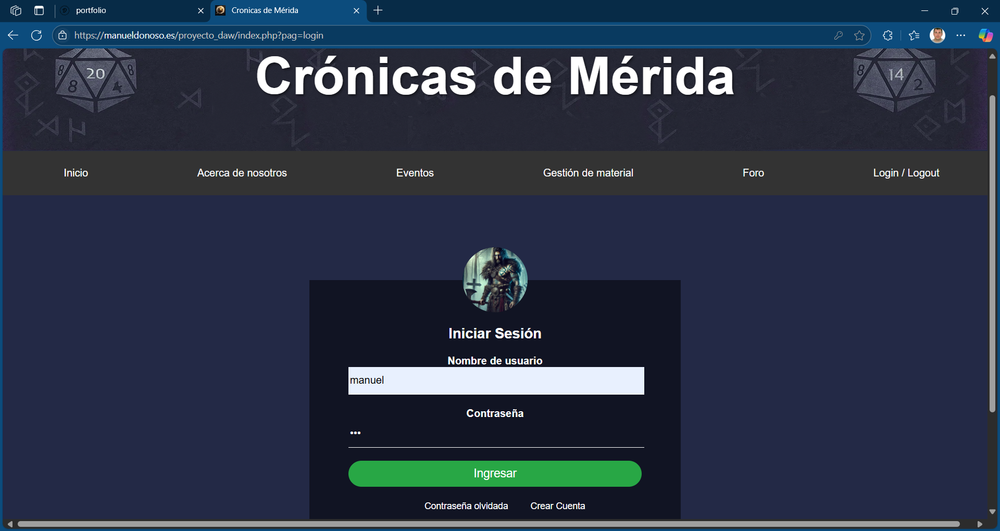 portfolio
Cronicas de Mérida
https://manueldonoso.es/proyecto_daw/index.php?pag=login
Crónicas de Mérida
20
8
8
4
14
8
2
Inicio
Acerca de nosotros
Eventos
Gestión de material
Foro
Login / Logout
Iniciar Sesión
Nombre de usuario
manuel
Contraseña
•••
Ingresar
Contraseña olvidada
Crear Cuenta